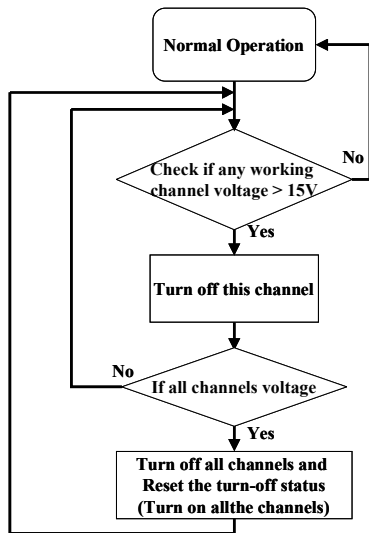 Normal Operation
No
Check if any working
channel voltage > 15V
Yes
Turn off this channel
No
If all channels voltage
Yes
Turn off all channels and
Reset the turn-off status
(Turn on allthe channels)